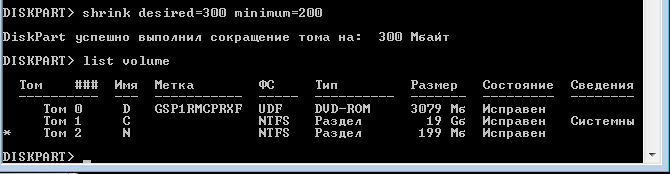 DISKPART> shrink desired=300 minimum=200
DiskPart успешно выполнил сокращение тома на: 300 Мбайт
DISKPART> list volume
Том ### Имя Метка ФС Тип Размер Состояние Сведения
---------- --- ----------- ----- ---------- ------- --------- --------
Том 0 D GSP1RMCPRXF UDF DVD-ROM 3079 Мб Исправен
Том 1 C NTFS Раздел 19 Gб Исправен Системны
* Том 2 N NTFS Раздел 199 Мб Исправен
DISKPART> _